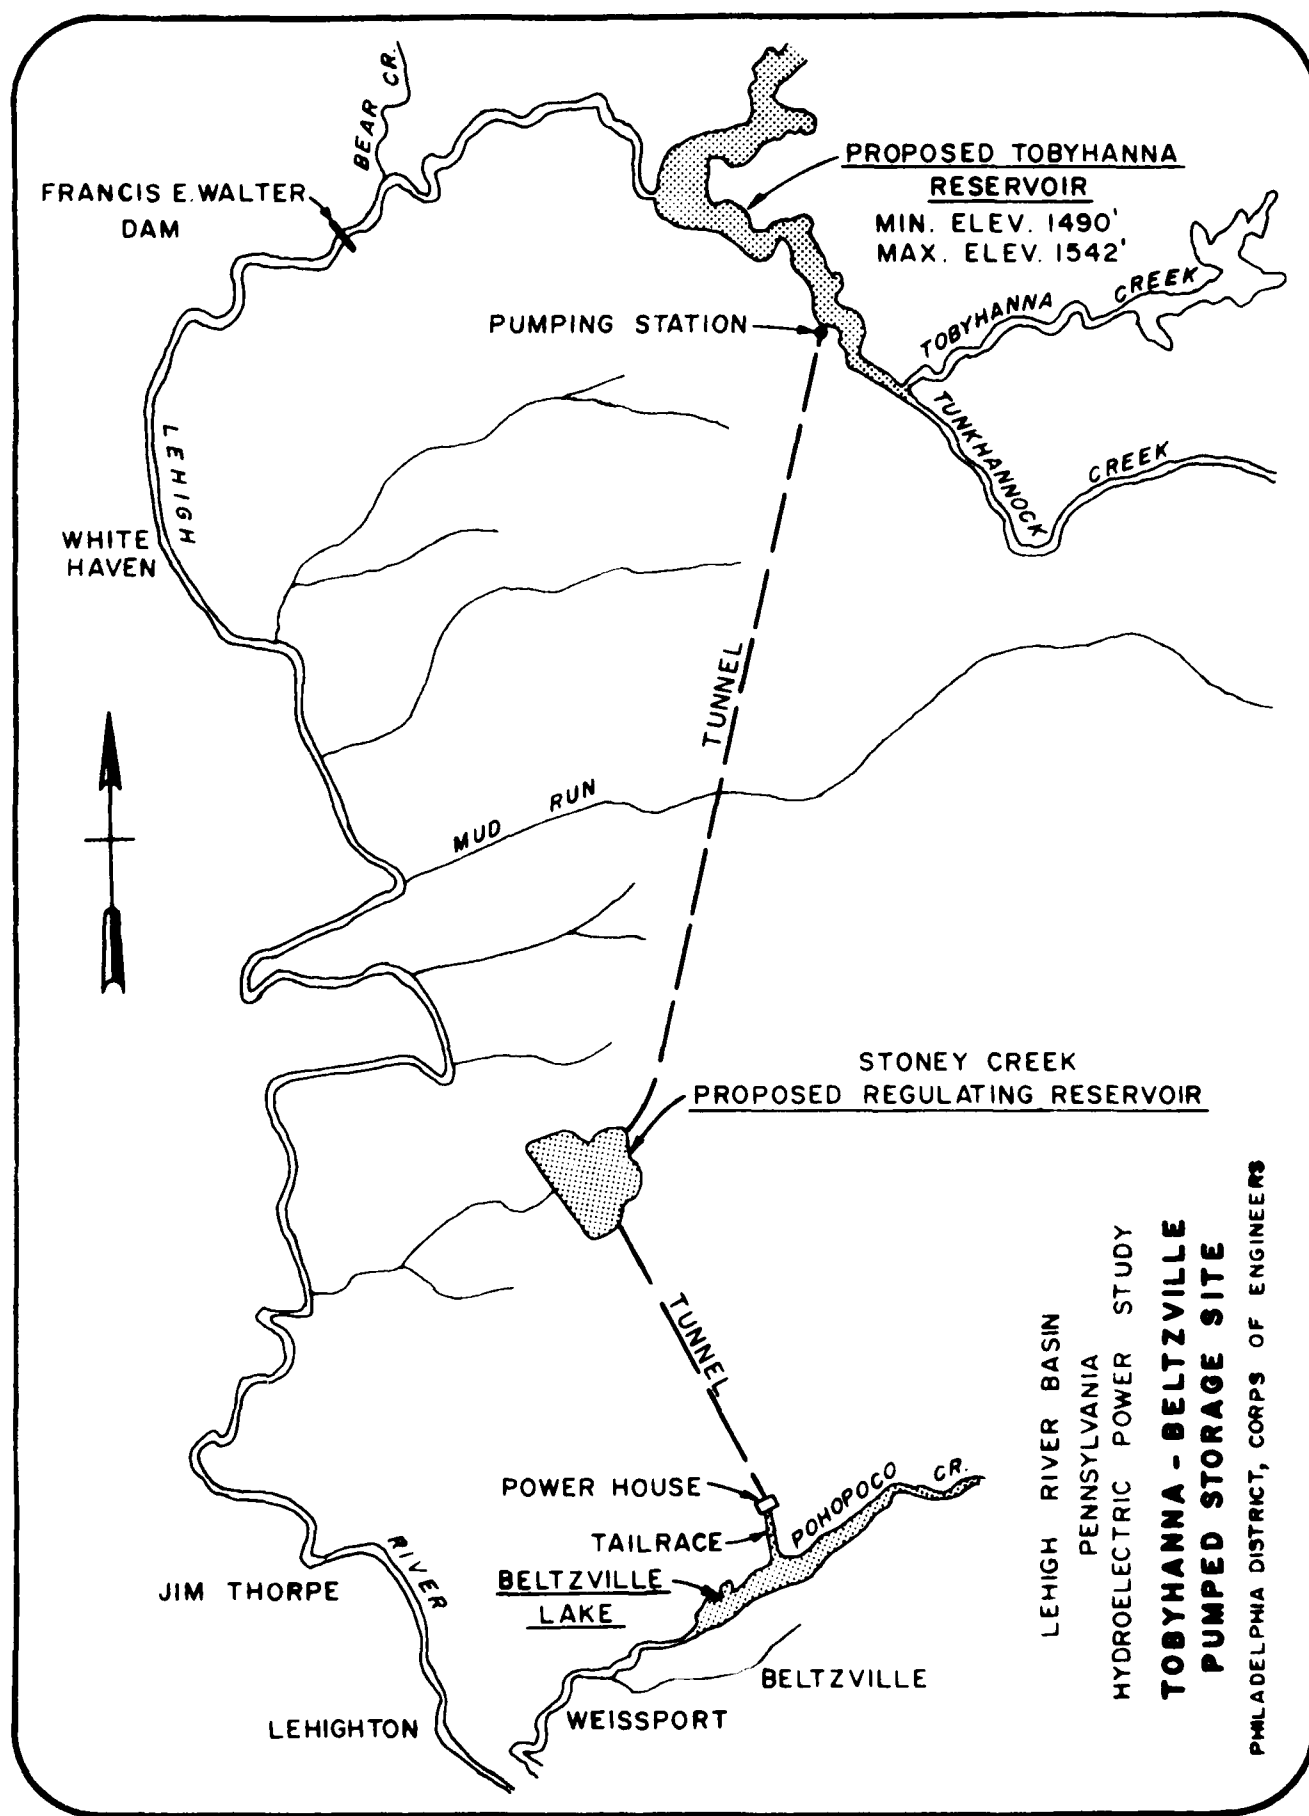 BEAR CR.
FRANCIS E. WALTER
DAM
PROPOSED TOBYHANNA
RESERVOIR
MIN. ELEV. 1490'
MAX. ELEV. 1542'
PUMPING STATION
TOBYHANNA CREEK
TUNKHANNOCK CREEK
LEHIGH
WHITE
HAVEN
TUNNEL
MUD RUN
STONEY CREEK
PROPOSED REGULATING RESERVOIR
TUNNEL
POWER HOUSE
TAILRACE
POHOPOCO CR.
BELTZVILLE
LAKE
RIVER
JIM THORPE
BELTZVILLE
WEISSPORT
LEHIGHTON
LEHIGH RIVER BASIN
PENNSYLVANIA
HYDROELECTRIC POWER STUDY
TOBYHANNA - BELTZVILLE
PUMPED STORAGE SITE
PHILADELPHIA DISTRICT, CORPS OF ENGINEERS